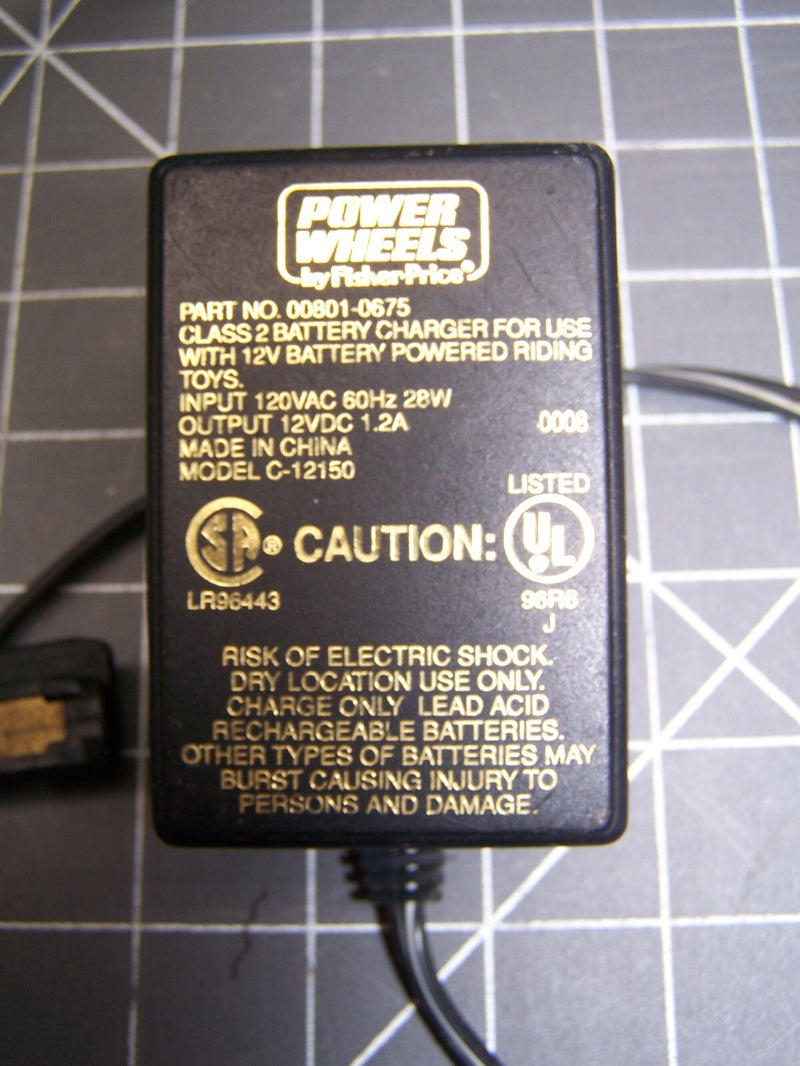 POWER
WHEELS
by Fisher-Price®
PART NO. 00801-0675
CLASS 2 BATTERY CHARGER FOR USE
WITH 12V BATTERY POWERED RIDING
TOYS.
INPUT 120VAC 60Hz 28W
OUTPUT 12VDC 1.2A 0008
MADE IN CHINA
MODEL C-12150
LISTED
SA ® CAUTION: UL
LR96443 96R6
J
RISK OF ELECTRIC SHOCK.
DRY LOCATION USE ONLY.
CHARGE ONLY LEAD ACID
RECHARGEABLE BATTERIES.
OTHER TYPES OF BATTERIES MAY
BURST CAUSING INJURY TO
PERSONS AND DAMAGE.